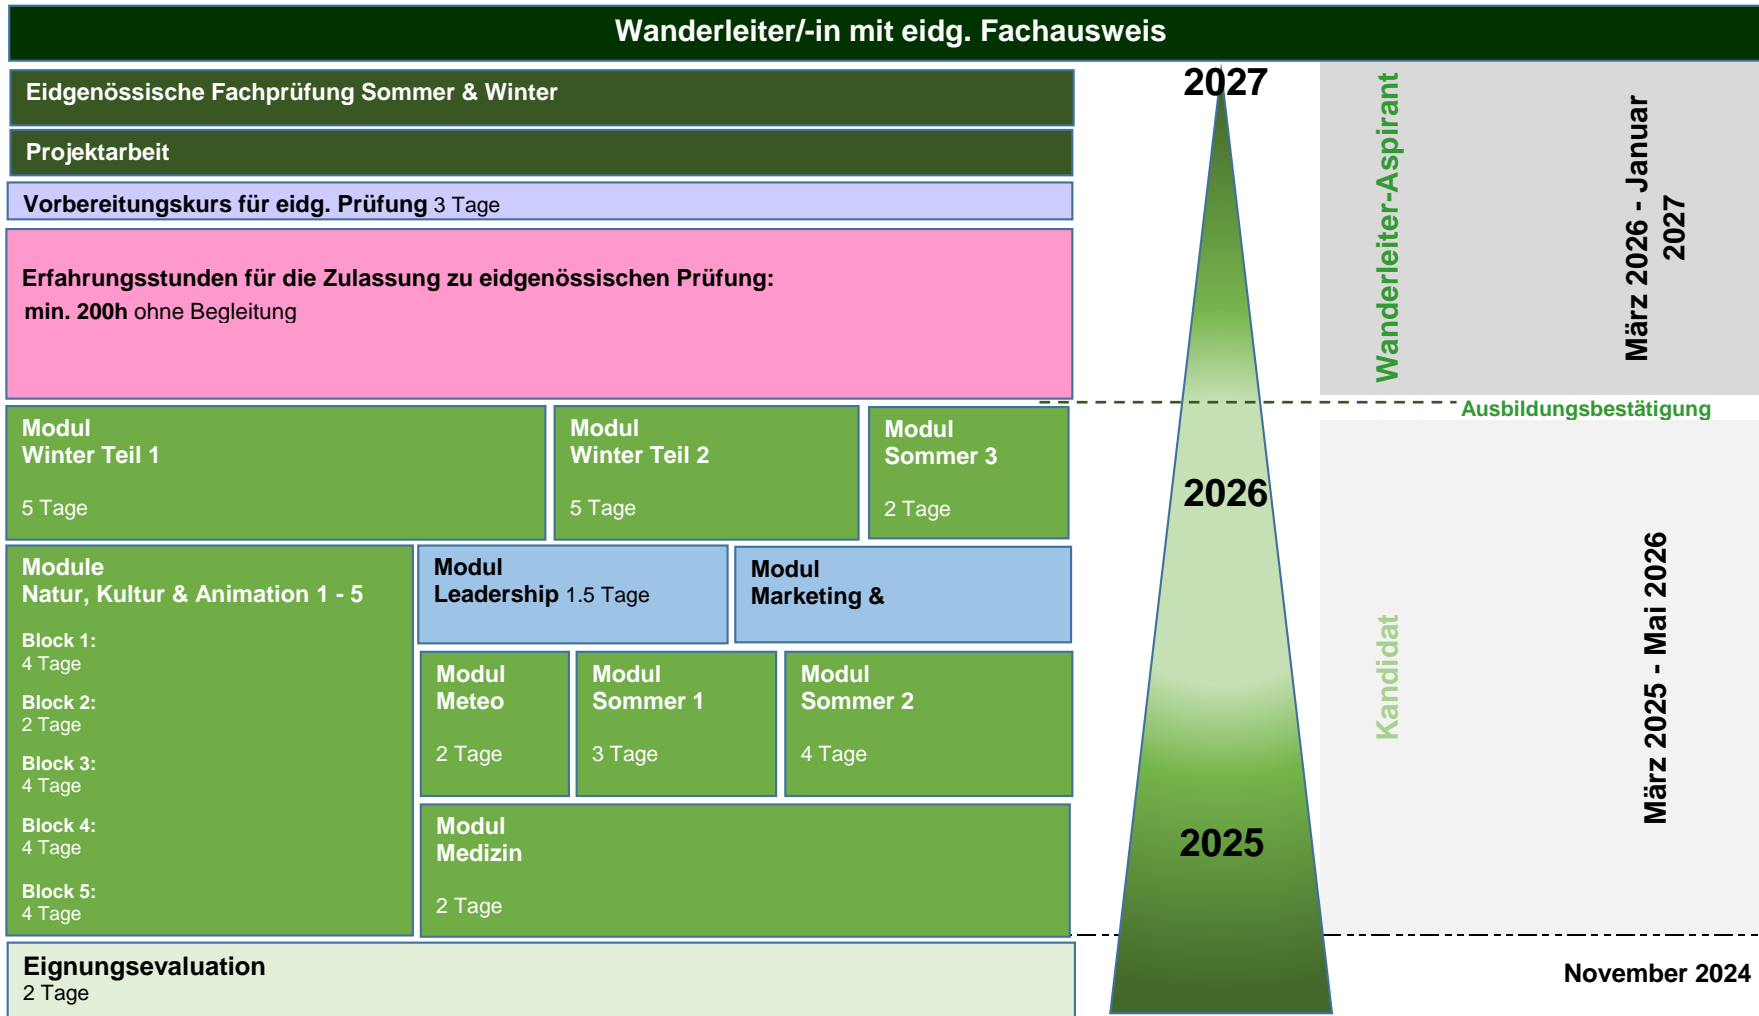 Wanderleiter/-in mit eidg. Fachausweis
Eidgenössische Fachprüfung Sommer & Winter
Projektarbeit
Vorbereitungskurs für eidg. Prüfung 3 Tage
Erfahrungsstunden für die Zulassung zu eidgenössischen Prüfung:
min. 200h ohne Begleitung
Modul
Winter Teil 1
5 Tage
Modul
Winter Teil 2
5 Tage
Modul
Sommer 3
2 Tage
Module
Natur, Kultur & Animation 1 - 5
Block 1:
4 Tage
Block 2:
2 Tage
Block 3:
4 Tage
Block 4:
4 Tage
Block 5:
4 Tage
Modul
Leadership 1.5 Tage
Modul
Marketing &
Modul
Meteo
2 Tage
Modul
Sommer 1
3 Tage
Modul
Sommer 2
4 Tage
Modul
Medizin
2 Tage
Eignungsevaluation
2 Tage
2027
2026
2025
Wanderleiter-Aspirant
März 2026 - Januar
2027
Ausbildungsbestätigung
Kandidat
März 2025 - Mai 2026
November 2024